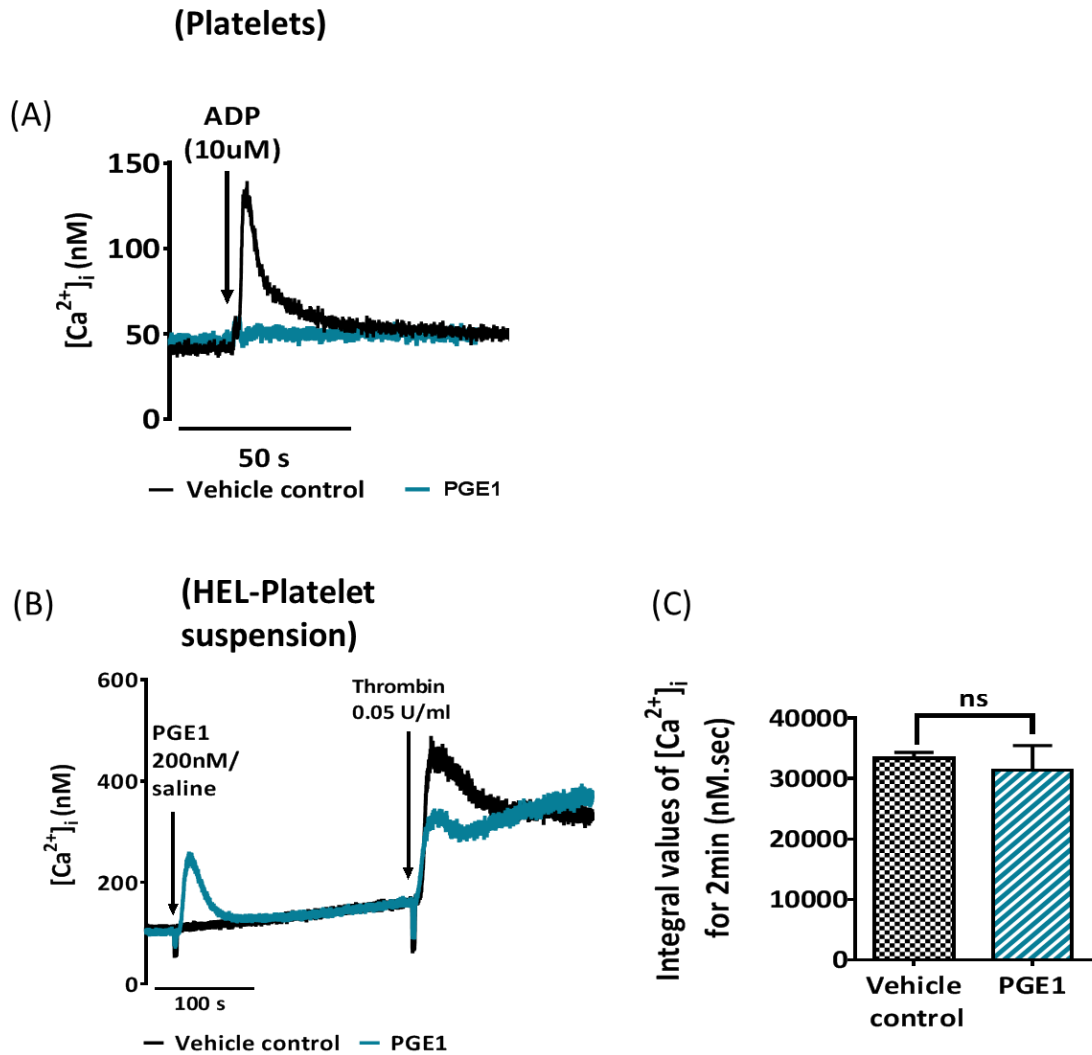 (Platelets)
(A)
ADP
(10uM)
150
100
50
0
[Ca²⁺]ᵢ (nM)
50 s
Vehicle control
PGE1
(B)
(HEL-Platelet
suspension)
600
400
200
0
[Ca²⁺]ᵢ (nM)
PGE1
200nM/
saline
Thrombin
0.05 U/ml
100 s
Vehicle control
PGE1
(C)
ns
40000
30000
20000
10000
0
Integral values of [Ca²⁺]ᵢ
for 2min (nM.sec)
Vehicle
control
PGE1